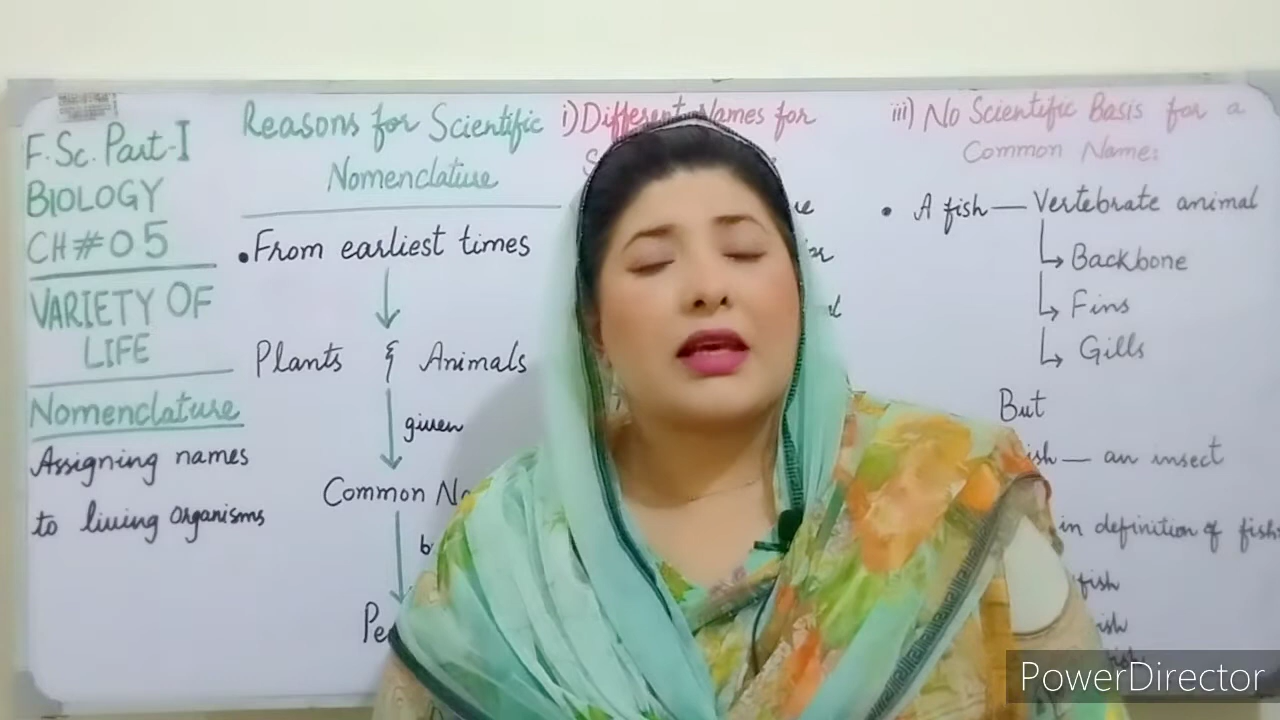 F.Sc. Part-I
BIOLOGY
CH#05
VARIETY OF
LIFE
Nomenclature
Assigning names
to living organisms
Reasons for Scientific
Nomenclature
• From earliest times
Plants & Animals
given
Common
i) Different Names for
iii) No Scientific Basis for a
Common Name:
• A fish — Vertebrate animal
Backbone
Fins
Gills
But
— an insect
in definition of fish
fish
PowerDirector